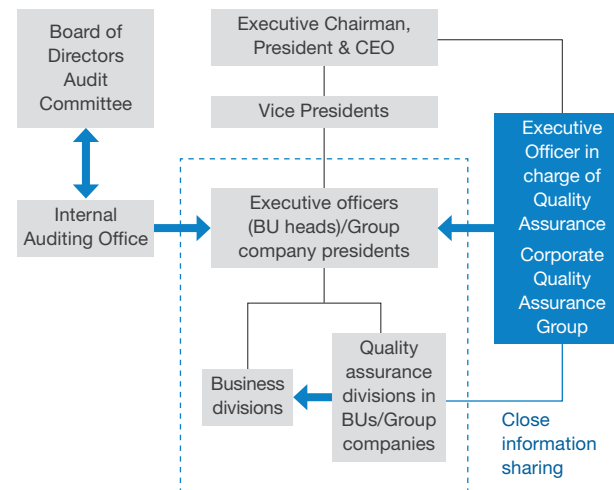 Board of
Directors
Audit
Committee
Executive Chairman,
President & CEO
Vice Presidents
Executive
Officer in
charge of
Quality
Assurance
Corporate
Quality
Assurance
Group
Internal
Auditing Office
Executive officers
(BU heads)/Group
company presidents
Business
divisions
Quality
assurance
divisions in
BUs/Group
companies
Close
information
sharing